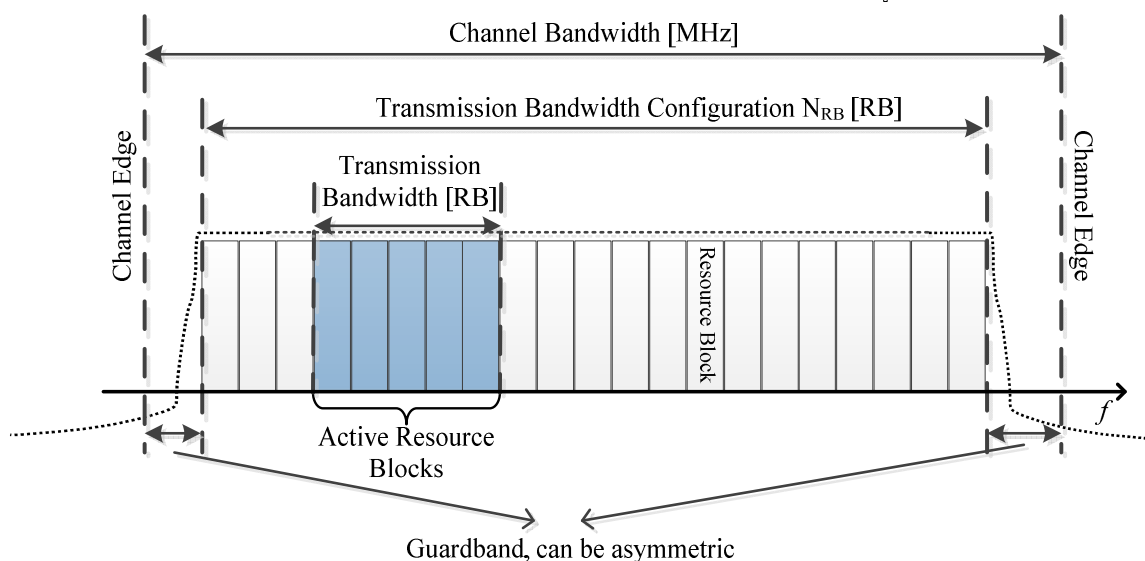 Channel Bandwidth [MHz]
Transmission Bandwidth Configuration NRB [RB]
Transmission
Bandwidth [RB]
Channel Edge
Channel Edge
Resource Block
f
Active Resource
Blocks
Guardband, can be asymmetric